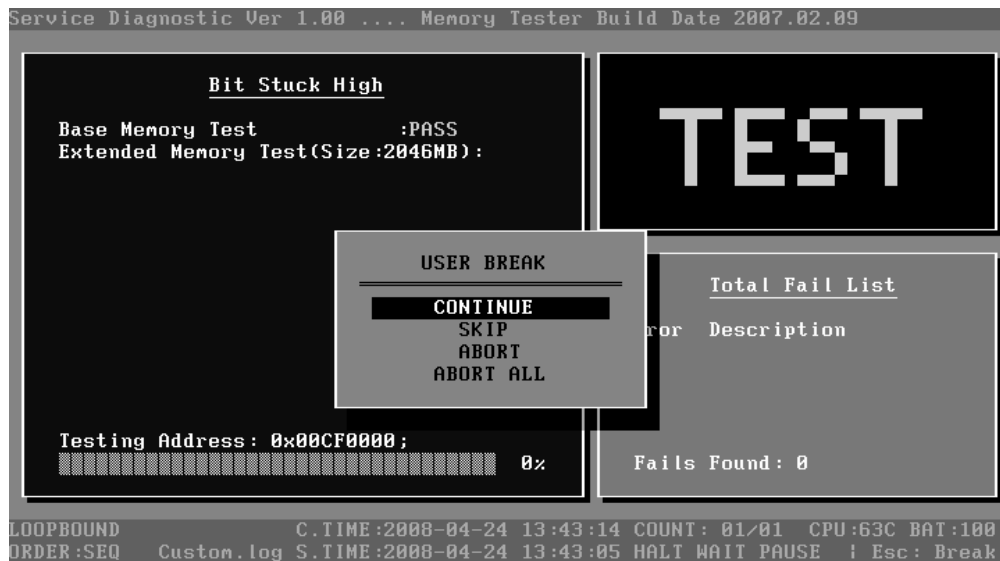 Service Diagnostic Ver 1.00 .... Memory Tester Build Date 2007.02.09
Bit Stuck High
Base Memory Test :PASS
Extended Memory Test(Size:2046MB):
TEST
USER BREAK
CONTINUE
SKIP
ABORT
ABORT ALL
Total Fail List
ror Description
Testing Address: 0x00CF0000;
0%
Fails Found: 0
LOOPBOUND C.TIME:2008-04-24 13:43:14 COUNT: 01/01 CPU:63C BAT:100
ORDER:SEQ Custom.log S.TIME:2008-04-24 13:43:05 HALT WAIT PAUSE ¦ Esc: Break